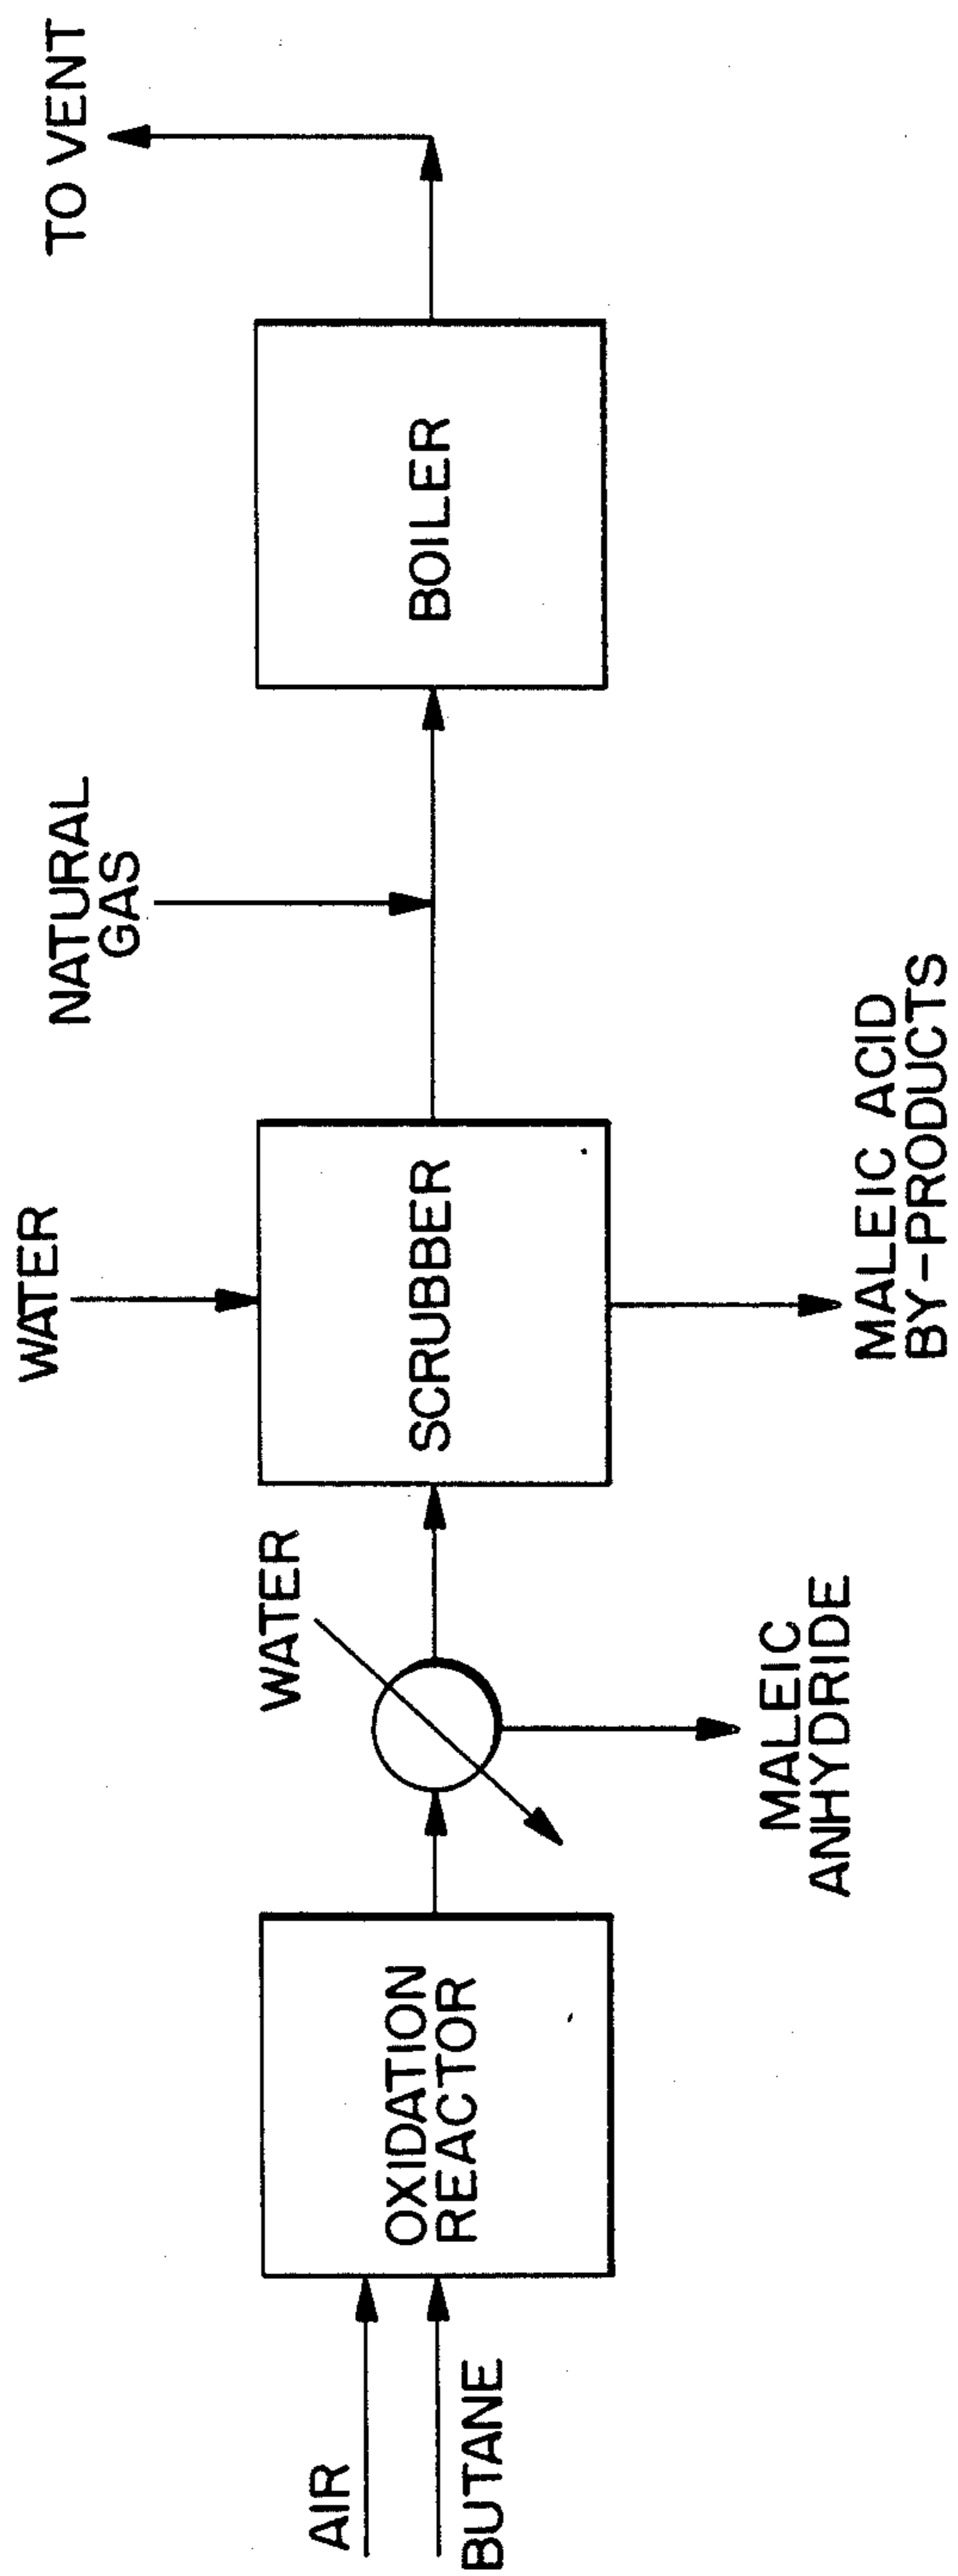 AIR
BUTANE
OXIDATION
REACTOR
WATER
MALEIC
ANHYDRIDE
WATER
SCRUBBER
MALEIC ACID
BY-PRODUCTS
NATURAL
GAS
BOILER
TO VENT